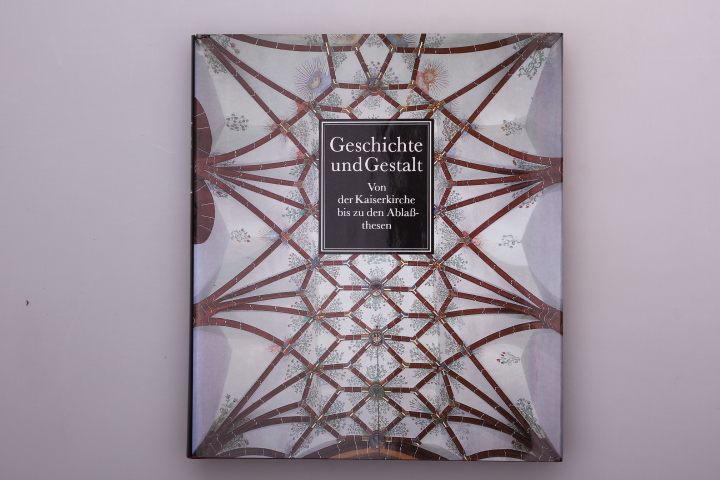 Geschichte
und Gestalt
Von
der Kaiserkirche
bis zu den Ablaß-
thesen